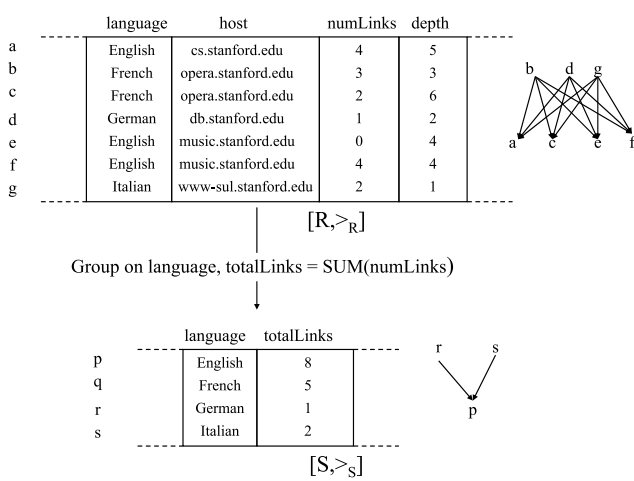 language host numLinks depth
a English cs.stanford.edu 4 5
b French opera.stanford.edu 3 3
c French opera.stanford.edu 2 6
d German db.stanford.edu 1 2
e English music.stanford.edu 0 4
f English music.stanford.edu 4 4
g Italian www-sul.stanford.edu 2 1
b d g
a c e f
[R,>R]
Group on language, totalLinks = SUM(numLinks)
language totalLinks
p English 8
q French 5
r German 1
s Italian 2
r s
p
[S,>S]